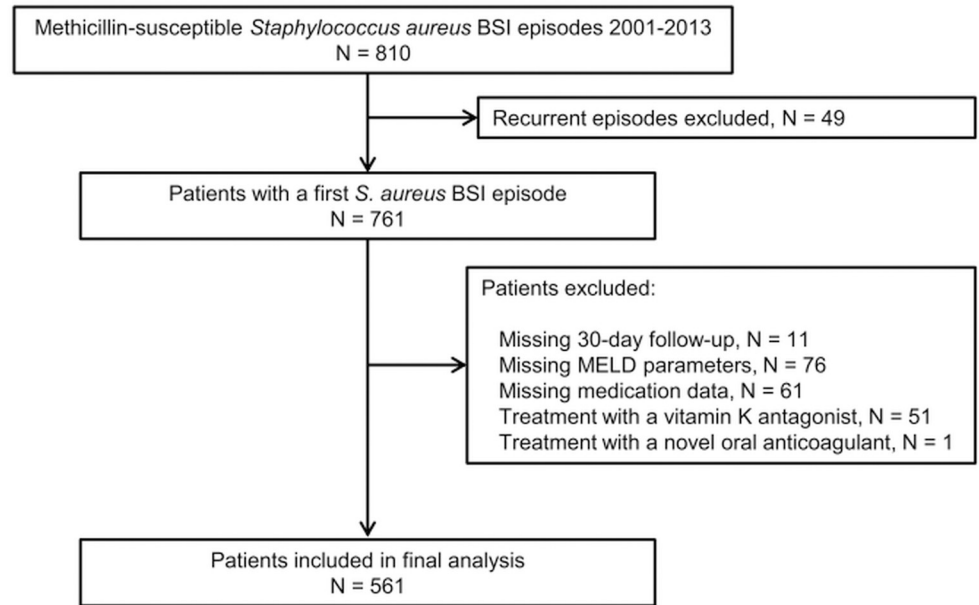 Methicillin-susceptible Staphylococcus aureus BSI episodes 2001-2013
N = 810
Recurrent episodes excluded, N = 49
Patients with a first S. aureus BSI episode
N = 761
Patients excluded:
Missing 30-day follow-up, N = 11
Missing MELD parameters, N = 76
Missing medication data, N = 61
Treatment with a vitamin K antagonist, N = 51
Treatment with a novel oral anticoagulant, N = 1
Patients included in final analysis
N = 561